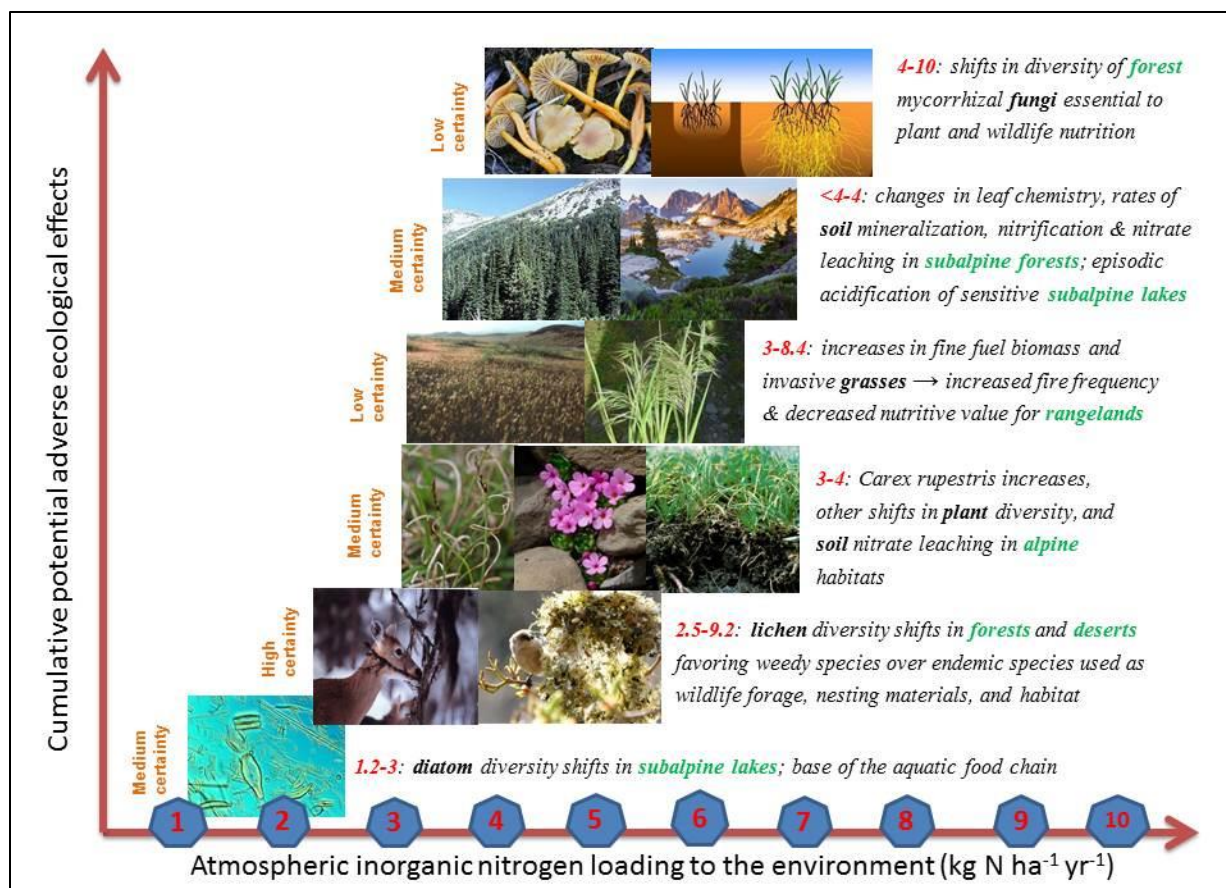 Cumulative potential adverse ecological effects
Low
certainty
4-10: shifts in diversity of forest
mycorrhizal fungi essential to
plant and wildlife nutrition
Medium
certainty
<4-4: changes in leaf chemistry, rates of
soil mineralization, nitrification & nitrate
leaching in subalpine forests; episodic
acidification of sensitive subalpine lakes
Low
certainty
3-8.4: increases in fine fuel biomass and
invasive grasses → increased fire frequency
& decreased nutritive value for rangelands
Medium
certainty
3-4: Carex rupestris increases,
other shifts in plant diversity, and
soil nitrate leaching in alpine
habitats
High
certainty
2.5-9.2: lichen diversity shifts in forests and deserts
favoring weedy species over endemic species used as
wildlife forage, nesting materials, and habitat
Medium
certainty
1.2-3: diatom diversity shifts in subalpine lakes; base of the aquatic food chain
1 2 3 4 5 6 7 8 9 10
Atmospheric inorganic nitrogen loading to the environment (kg N ha⁻¹ yr⁻¹)